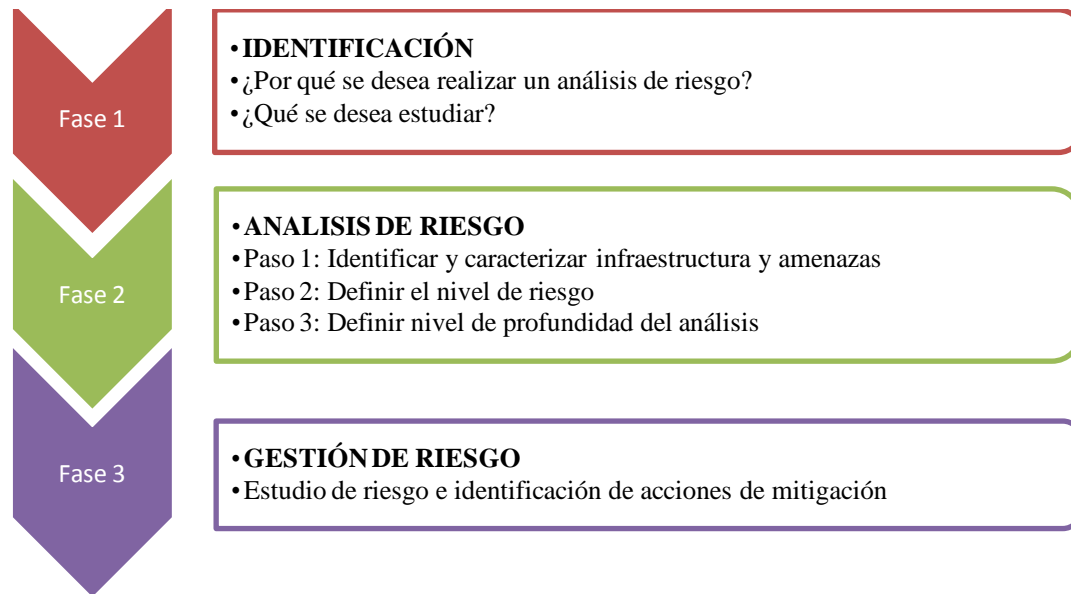 Fase 1
•IDENTIFICACIÓN
•¿Por qué se desea realizar un análisis de riesgo?
•¿Qué se desea estudiar?
Fase 2
•ANALISIS DE RIESGO
•Paso 1: Identificar y caracterizar infraestructura y amenazas
•Paso 2: Definir el nivel de riesgo
•Paso 3: Definir nivel de profundidad del análisis
Fase 3
•GESTIÓN DE RIESGO
•Estudio de riesgo e identificación de acciones de mitigación